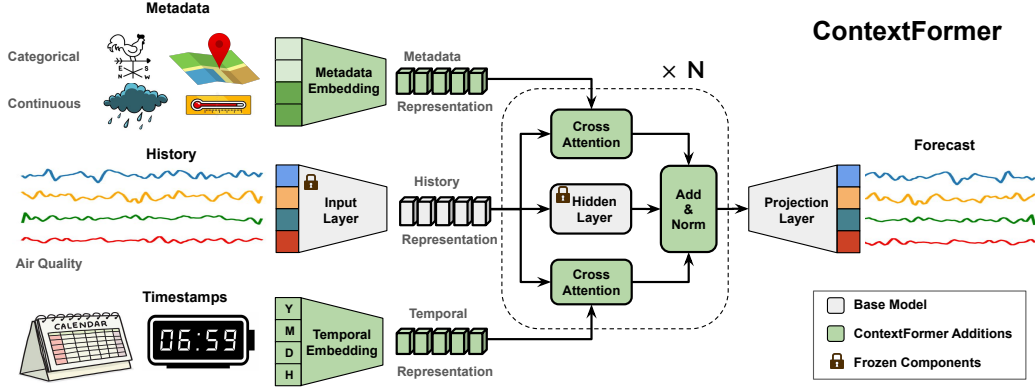 Metadata
ContextFormer
Categorical
Continuous
E S
N W
Metadata
Embedding
Metadata
Representation
× N
Cross
Attention
History
Input
Layer
History
Representation
Hidden
Layer
Add
&
Norm
Projection
Layer
Forecast
Air Quality
Cross
Attention
Timestamps
CALENDAR
06:59
Y
M
D
H
Temporal
Embedding
Temporal
Representation
Base Model
ContextFormer Additions
Frozen Components